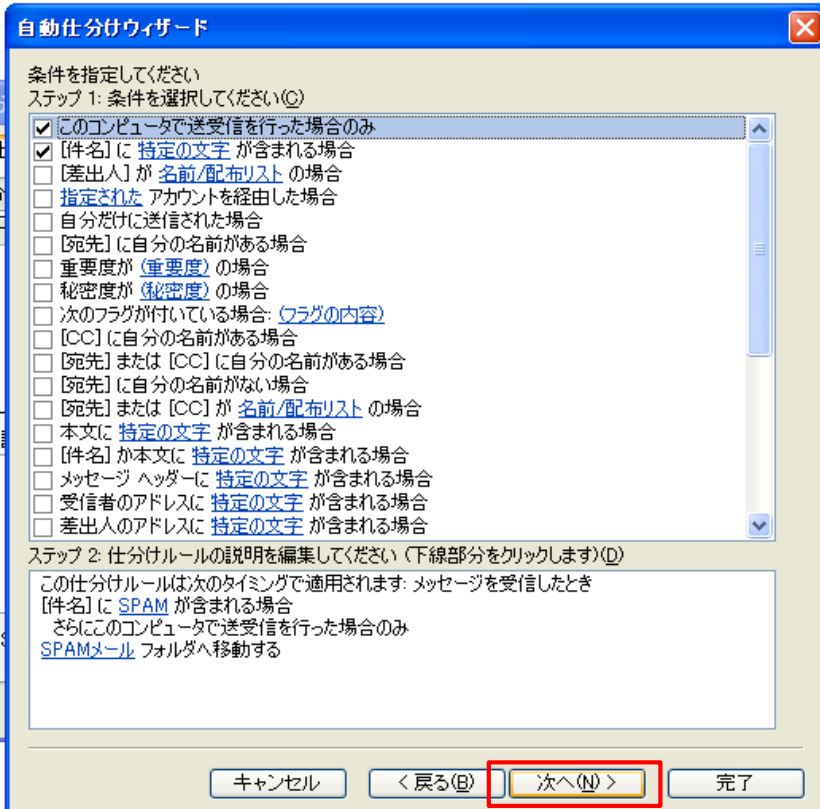 自動仕分けウィザード
条件を指定してください
ステップ 1: 条件を選択してください(C)
このコンピュータで送受信を行った場合のみ
[件名] に 特定の文字 が含まれる場合
[差出人] が 名前/配布リスト の場合
指定された アカウントを経由した場合
自分だけに送信された場合
[宛先] に自分の名前がある場合
重要度が (重要度) の場合
秘密度が (秘密度) の場合
次のフラグが付いている場合: (フラグの内容)
[CC] に自分の名前がある場合
[宛先] または [CC] に自分の名前がある場合
[宛先] に自分の名前がない場合
[宛先] または [CC] が 名前/配布リスト の場合
本文に 特定の文字 が含まれる場合
[件名] か本文に 特定の文字 が含まれる場合
メッセージ ヘッダーに 特定の文字 が含まれる場合
受信者のアドレスに 特定の文字 が含まれる場合
差出人のアドレスに 特定の文字 が含まれる場合
ステップ 2: 仕分けルールの説明を編集してください (下線部分をクリックします)(D)
この仕分けルールは次のタイミングで適用されます: メッセージを受信したとき
[件名] に SPAM が含まれる場合
さらにこのコンピュータで送受信を行った場合のみ
SPAMメール フォルダへ移動する
キャンセル < 戻る(B) 次へ(N) > 完了